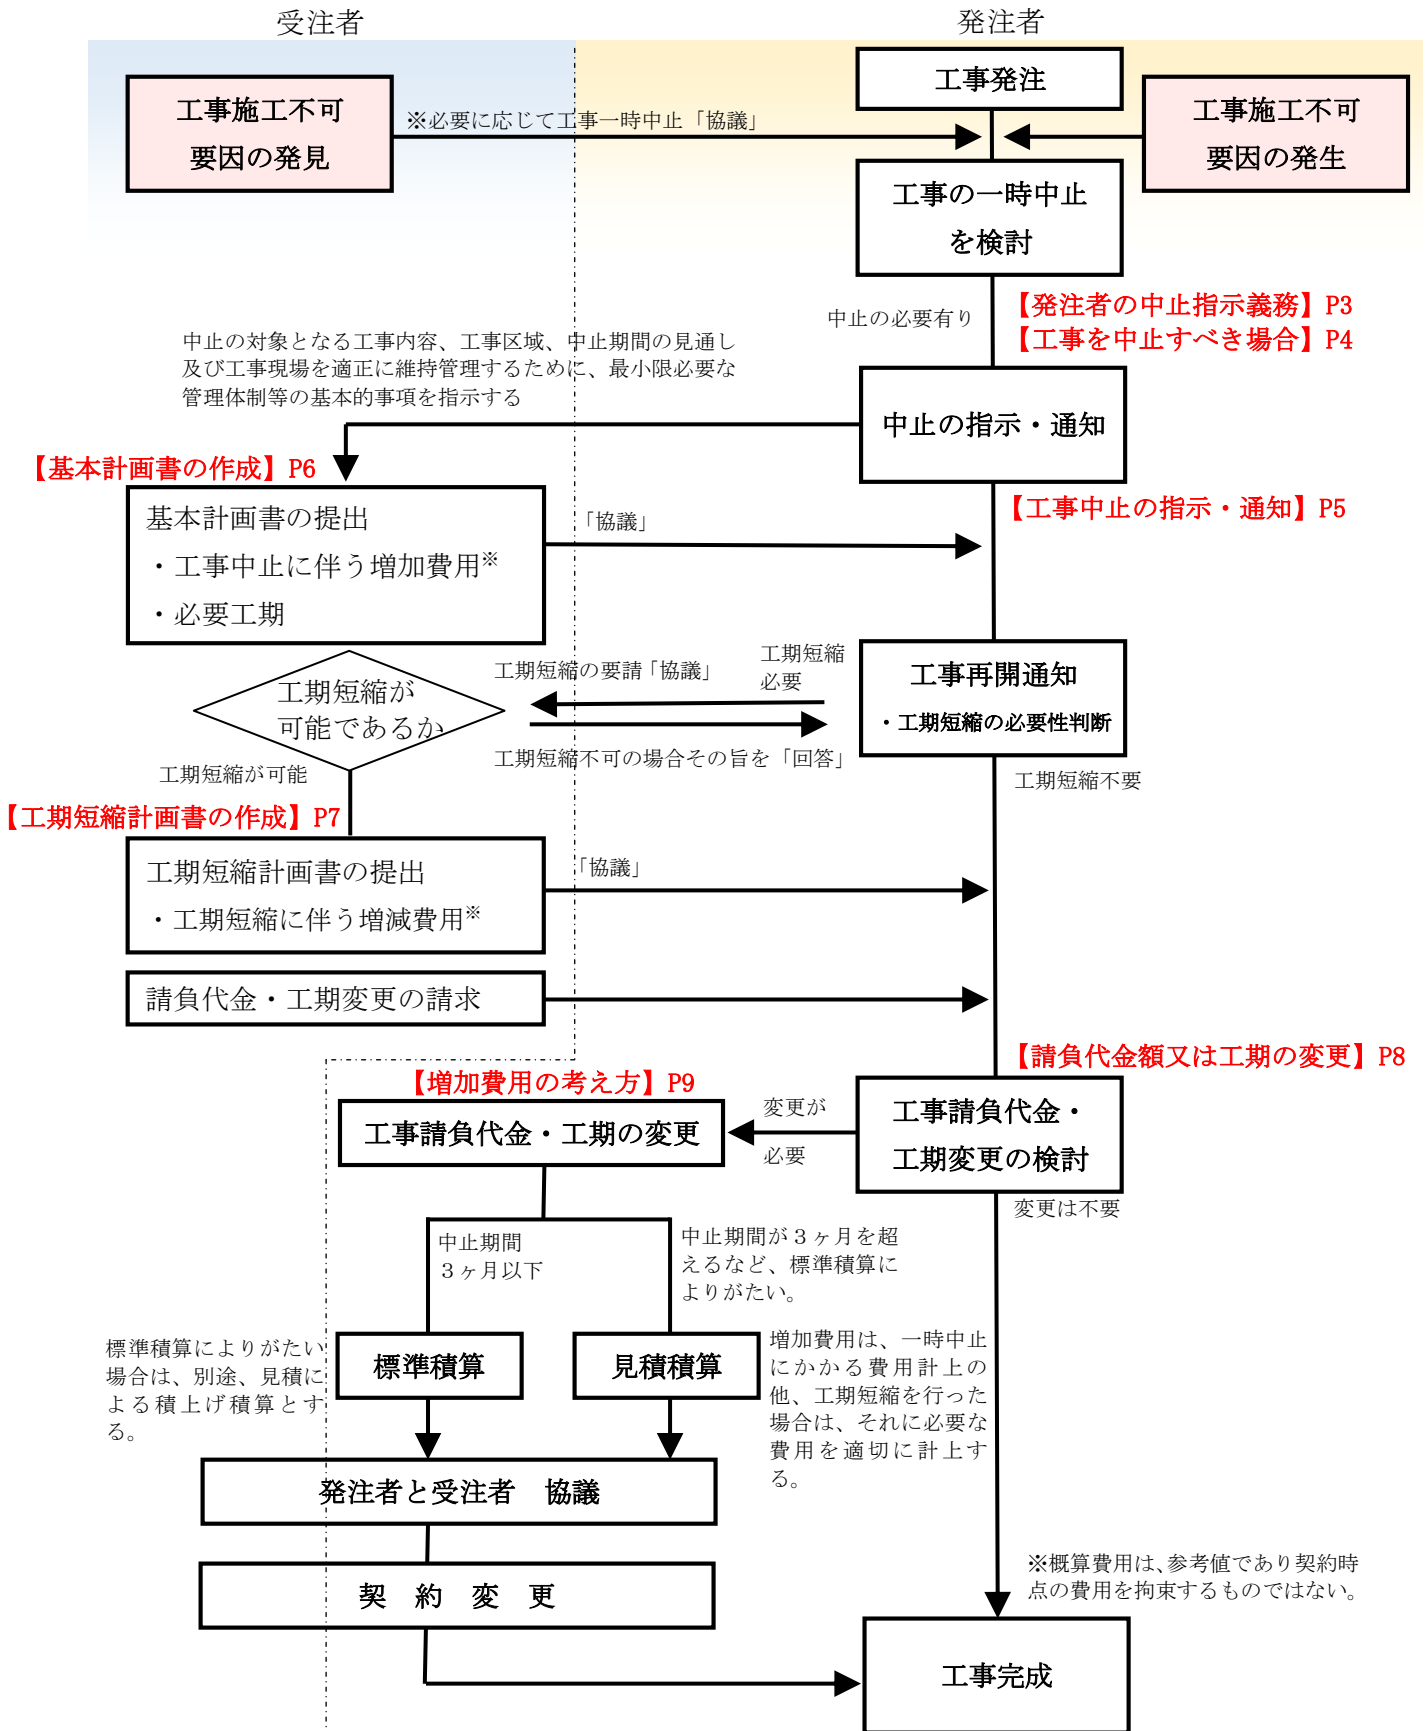 受注者
発注者
工事発注
工事施工不可
要因の発見
※必要に応じて工事一時中止「協議」
工事施工不可
要因の発生
工事の一時中止
を検討
中止の必要有り
【発注者の中止指示義務】P3
【工事を中止すべき場合】P4
中止の対象となる工事内容、工事区域、中止期間の見通し
及び工事現場を適正に維持管理するために、最小限必要な
管理体制等の基本的事項を指示する
中止の指示・通知
【基本計画書の作成】P6
【工事中止の指示・通知】P5
基本計画書の提出
・工事中止に伴う増加費用※
・必要工期
「協議」
工期短縮が
可能であるか
工期短縮の要請「協議」
工期短縮
必要
工事再開通知
・工期短縮の必要性判断
工期短縮不可の場合その旨を「回答」
工期短縮が可能
工期短縮不要
【工期短縮計画書の作成】P7
工期短縮計画書の提出
・工期短縮に伴う増減費用※
「協議」
請負代金・工期変更の請求
【請負代金額又は工期の変更】P8
【増加費用の考え方】P9
工事請負代金・工期の変更
変更が
必要
工事請負代金・
工期変更の検討
変更は不要
中止期間
３ヶ月以下
中止期間が３ヶ月を超
えるなど、標準積算に
よりがたい。
標準積算によりがたい
場合は、別途、見積に
よる積上げ積算とす
る。
標準積算
見積積算
増加費用は、一時中止
にかかる費用計上の
他、工期短縮を行った
場合は、それに必要な
費用を適切に計上す
る。
発注者と受注者　協議
契　約　変　更
※概算費用は、参考値であり契約時
点の費用を拘束するものではない。
工事完成